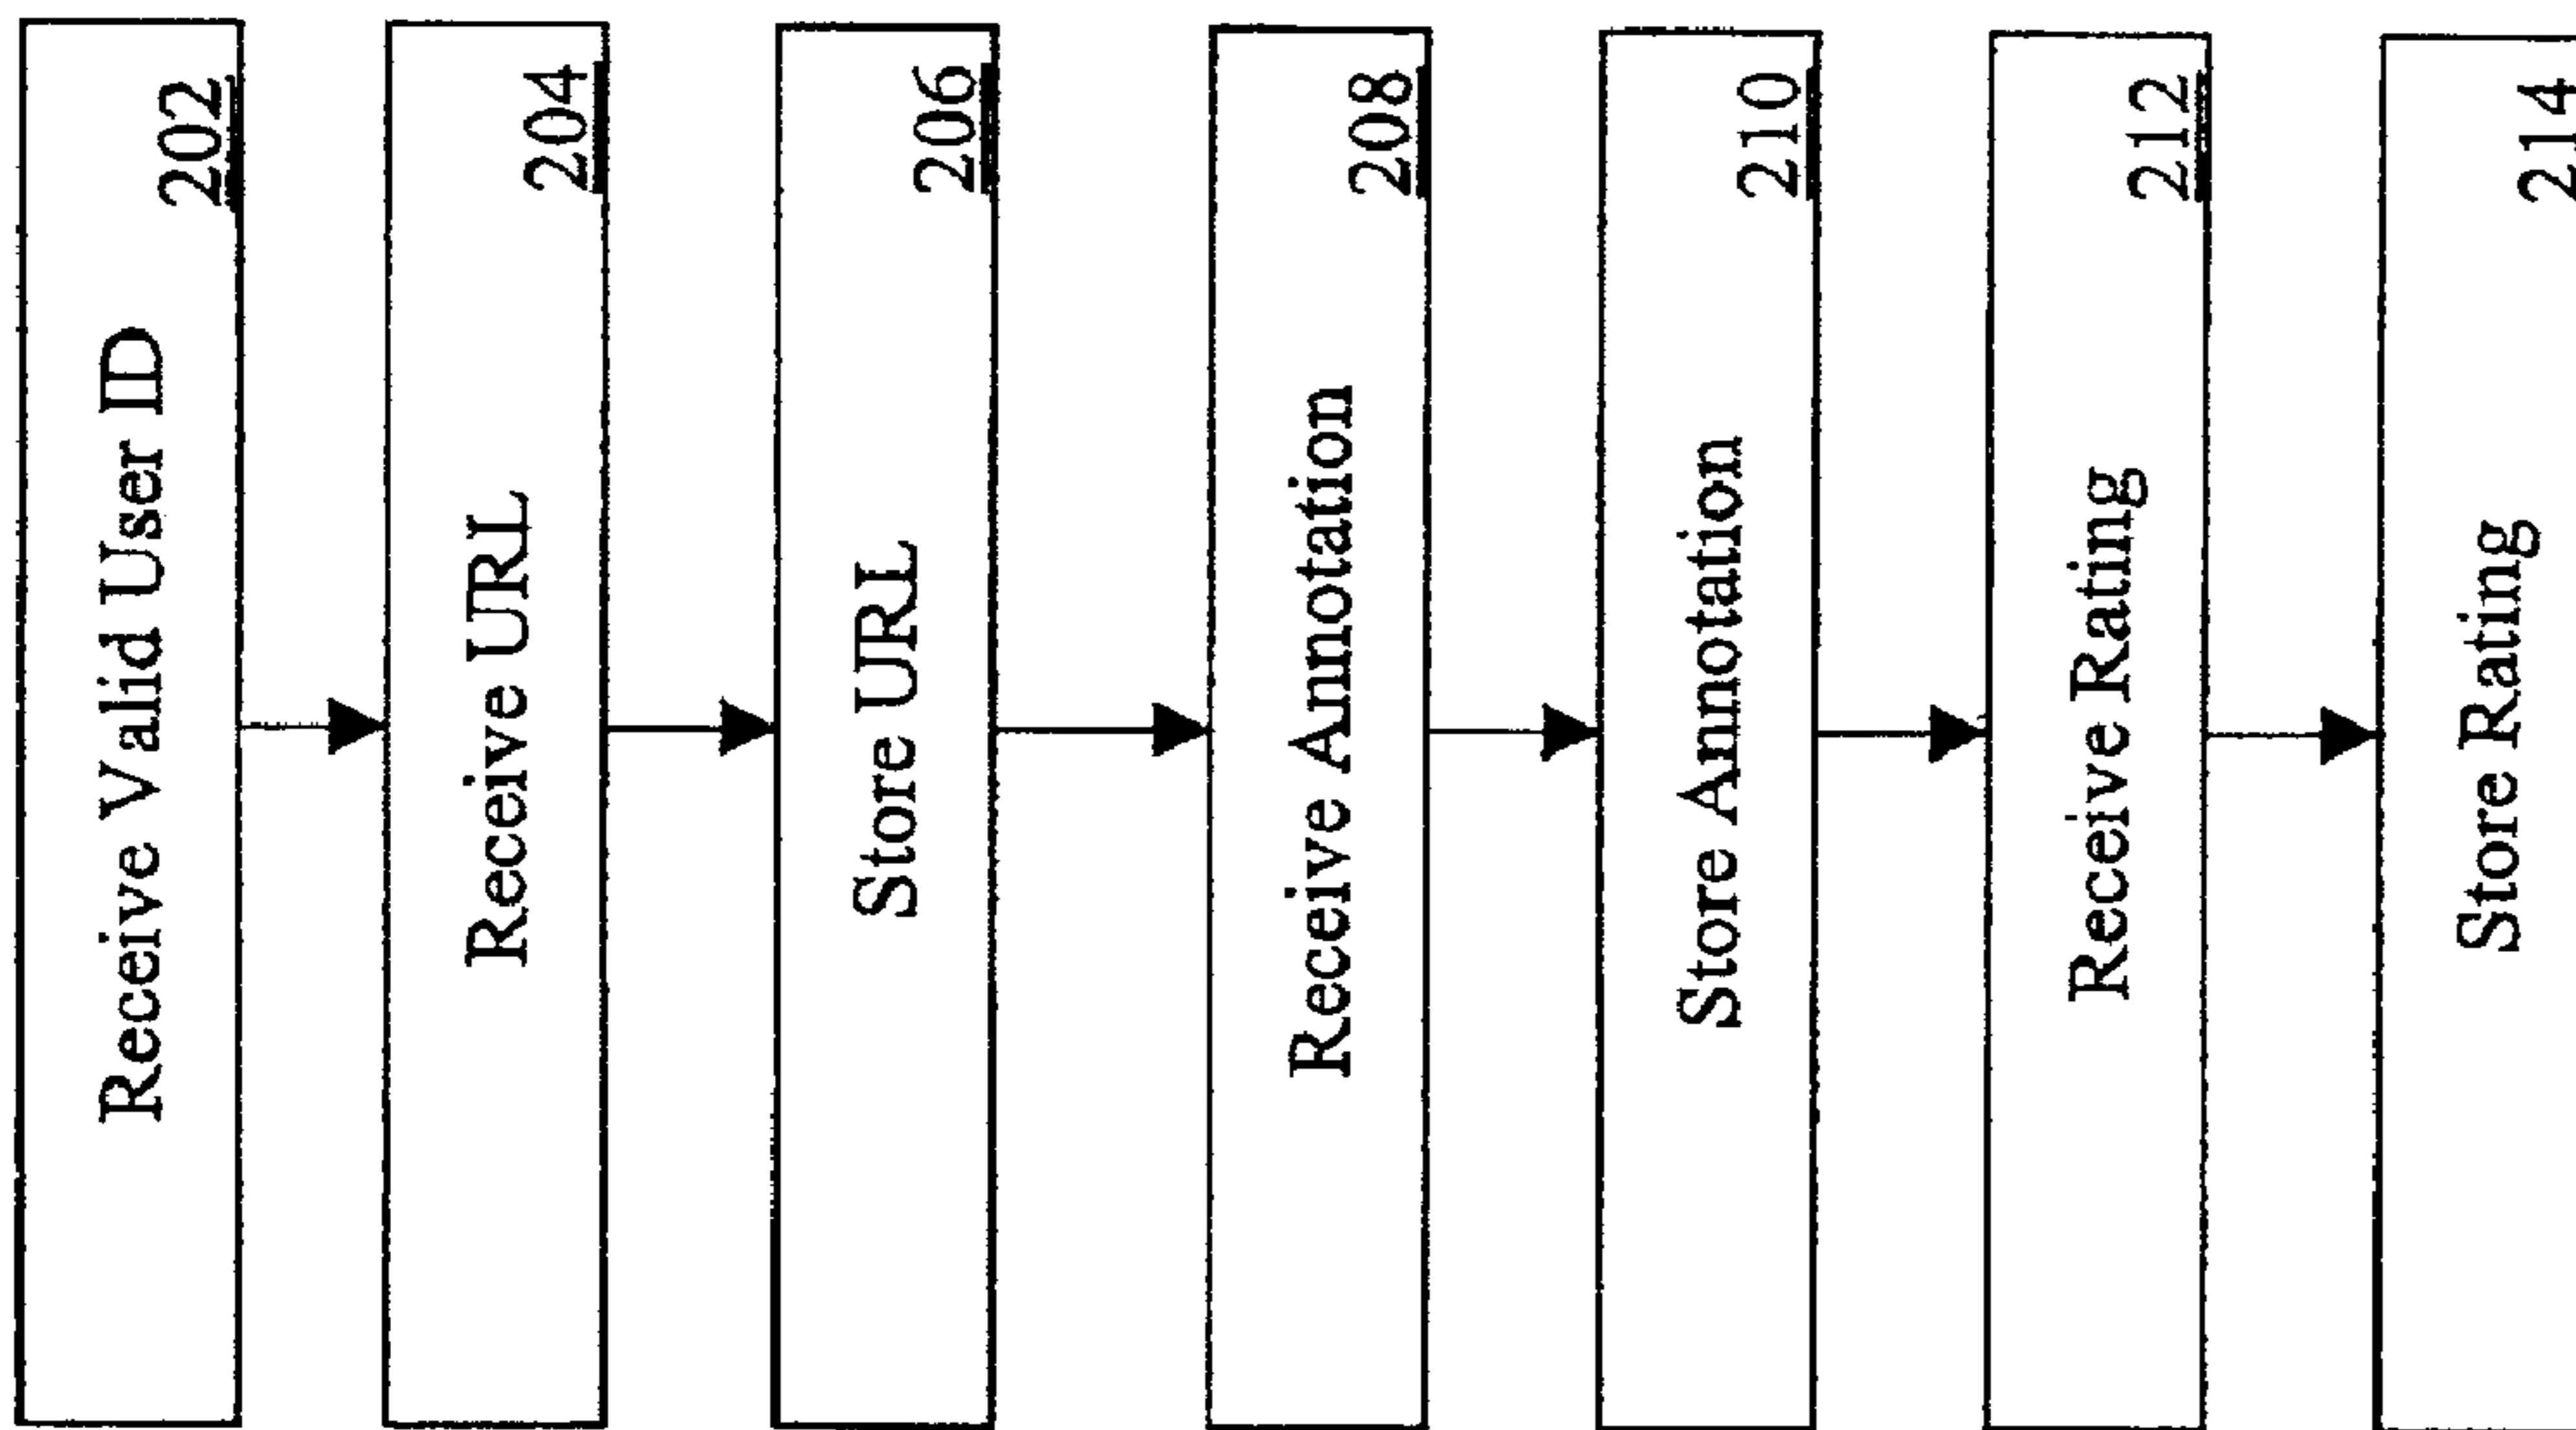 Receive Valid User ID
202
Receive URL
204
Store URL
206
Receive Annotation
208
Store Annotation
210
Receive Rating
212
Store Rating
214